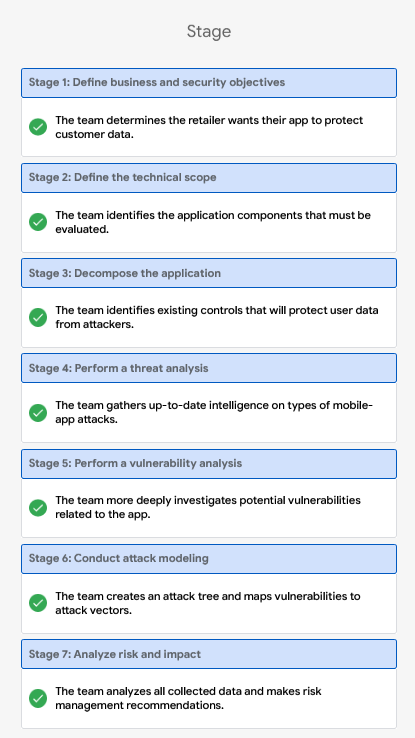 Stage
Stage 1: Define business and security objectives
The team determines the retailer wants their app to protect
customer data.
Stage 2: Define the technical scope
The team identifies the application components that must be
evaluated.
Stage 3: Decompose the application
The team identifies existing controls that will protect user data
from attackers.
Stage 4: Perform a threat analysis
The team gathers up-to-date intelligence on types of mobile-
app attacks.
Stage 5: Perform a vulnerability analysis
The team more deeply investigates potential vulnerabilities
related to the app.
Stage 6: Conduct attack modeling
The team creates an attack tree and maps vulnerabilities to
attack vectors.
Stage 7: Analyze risk and impact
The team analyzes all collected data and makes risk
management recommendations.